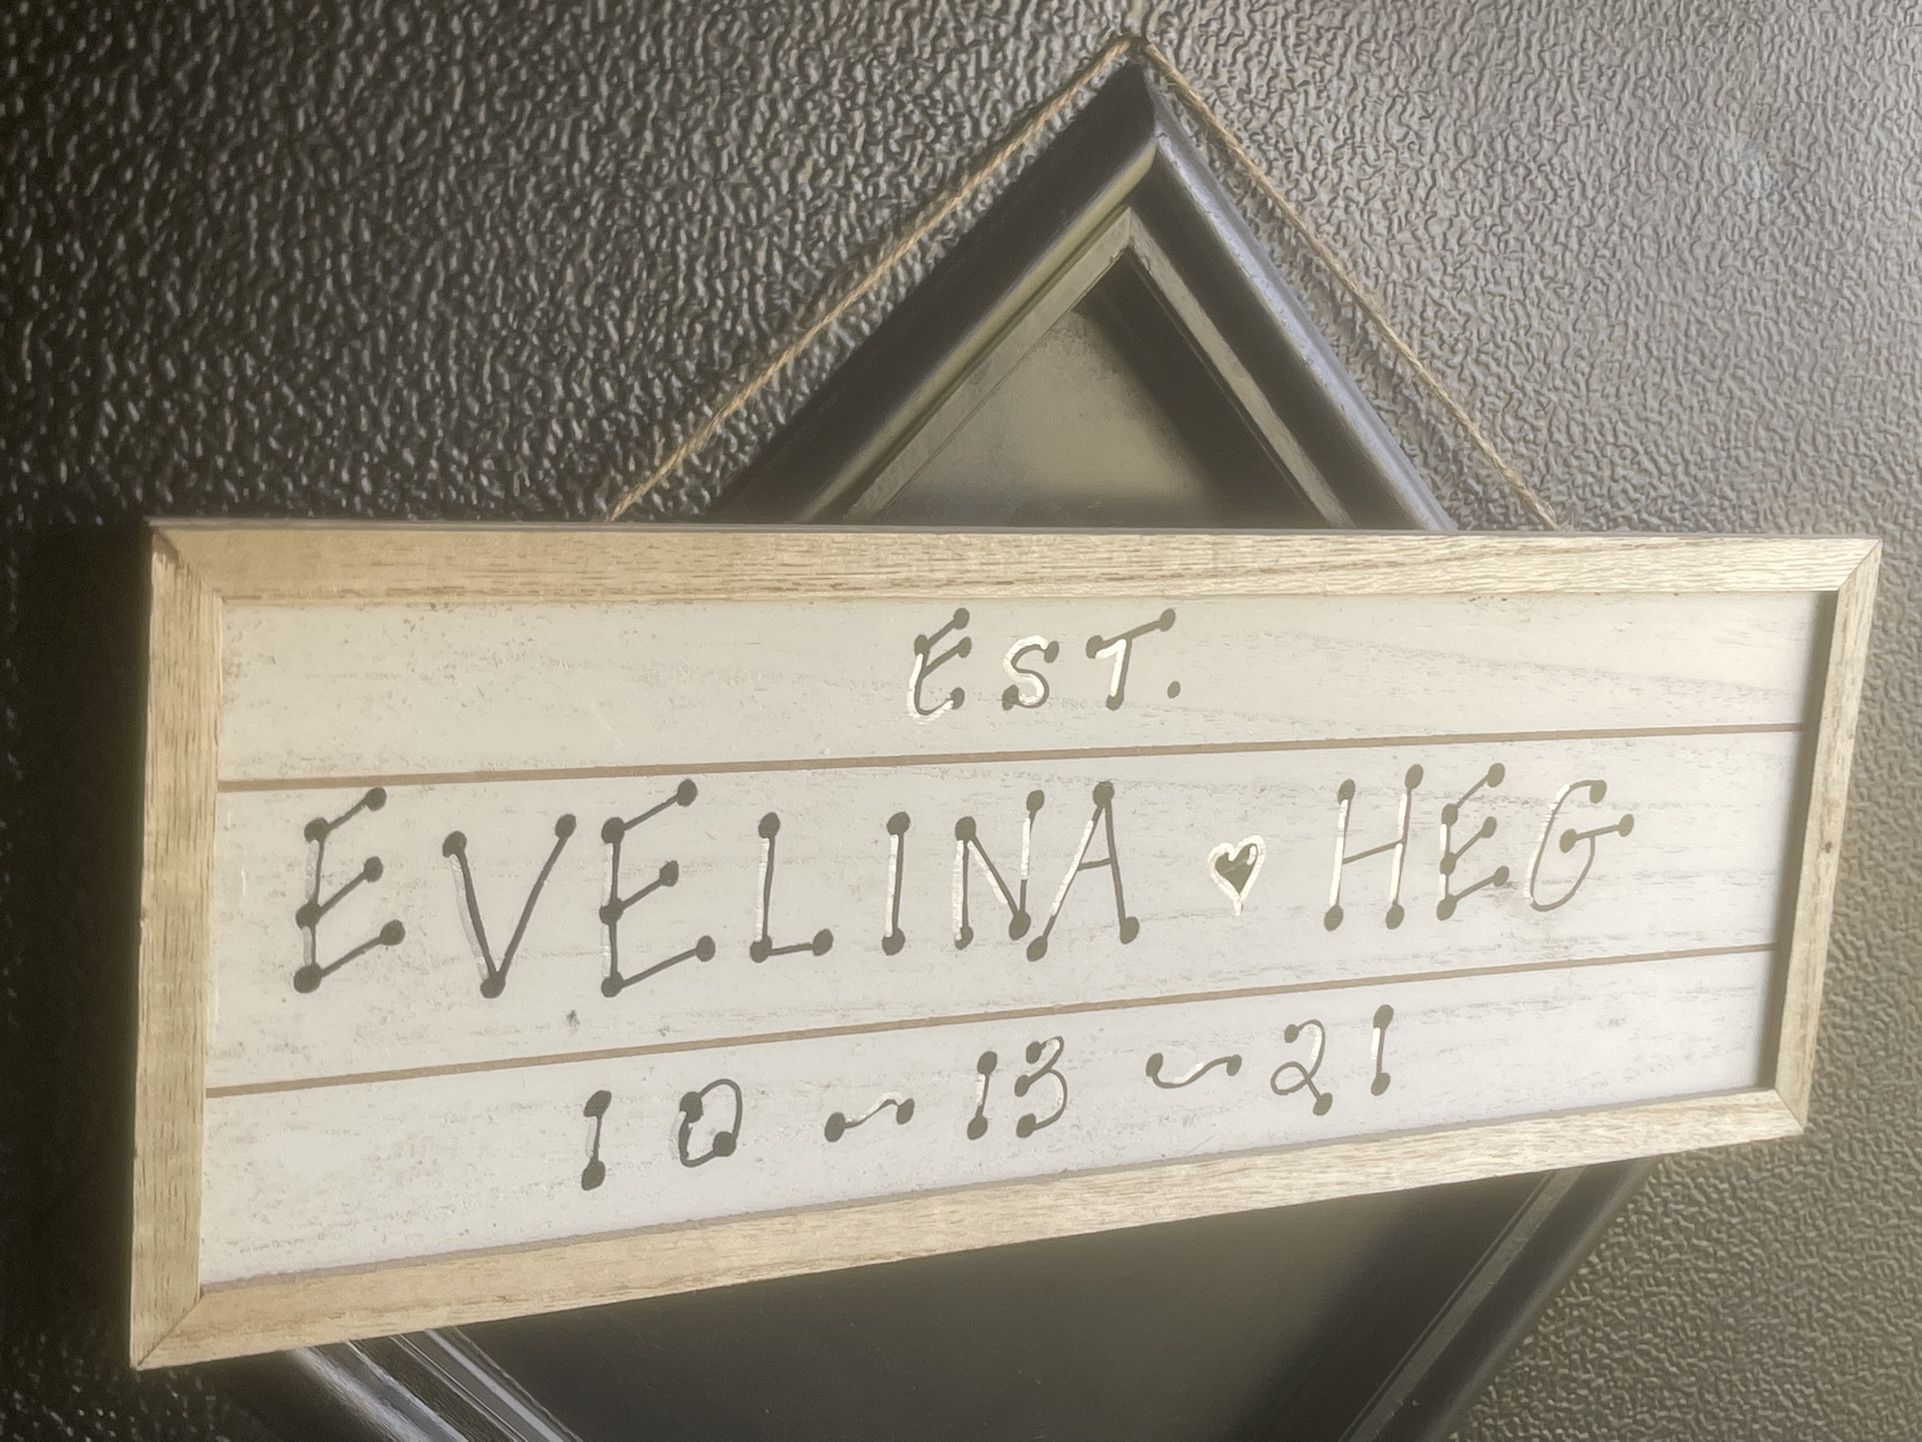 EST.
EVELINA ♥ HEG
10 ~ 13 ~ 21